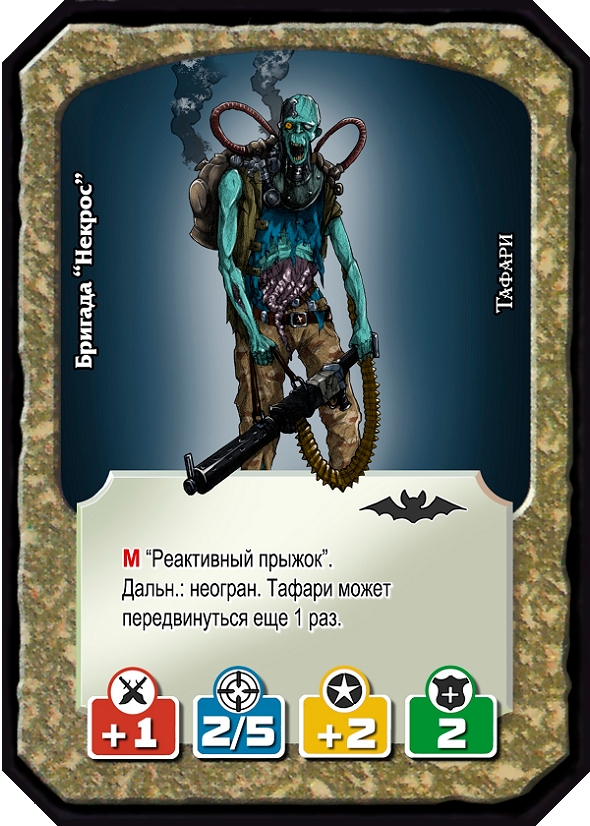 Бригада “Некрос”
Тафари
М “Реактивный прыжок”.
Дальн.: неогран. Тафари может
передвинуться еще 1 раз.
+1 2/5 +2 2